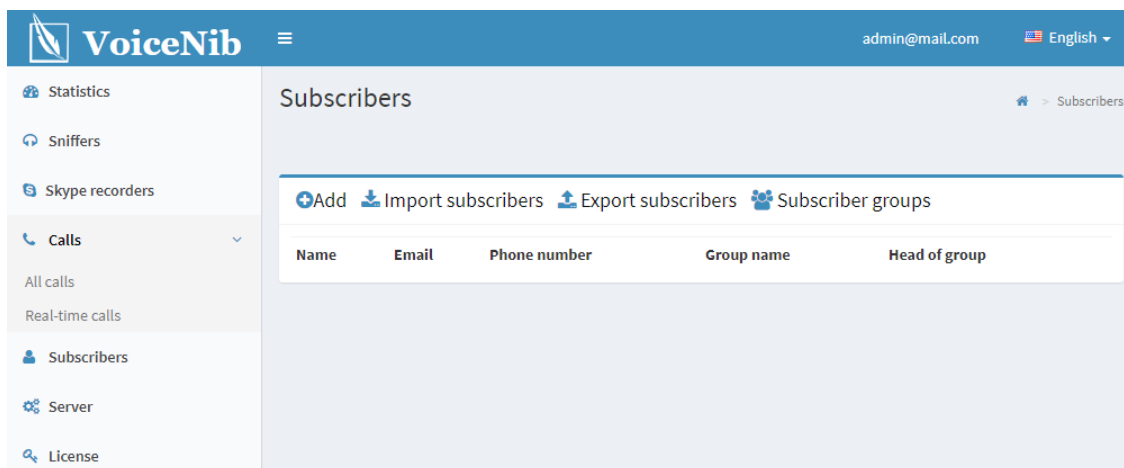 VoiceNib
admin@mail.com
English
Statistics
Sniffers
Skype recorders
Calls
All calls
Real-time calls
Subscribers
Server
License
Subscribers
> Subscribers
Add Import subscribers Export subscribers Subscriber groups
Name Email Phone number Group name Head of group